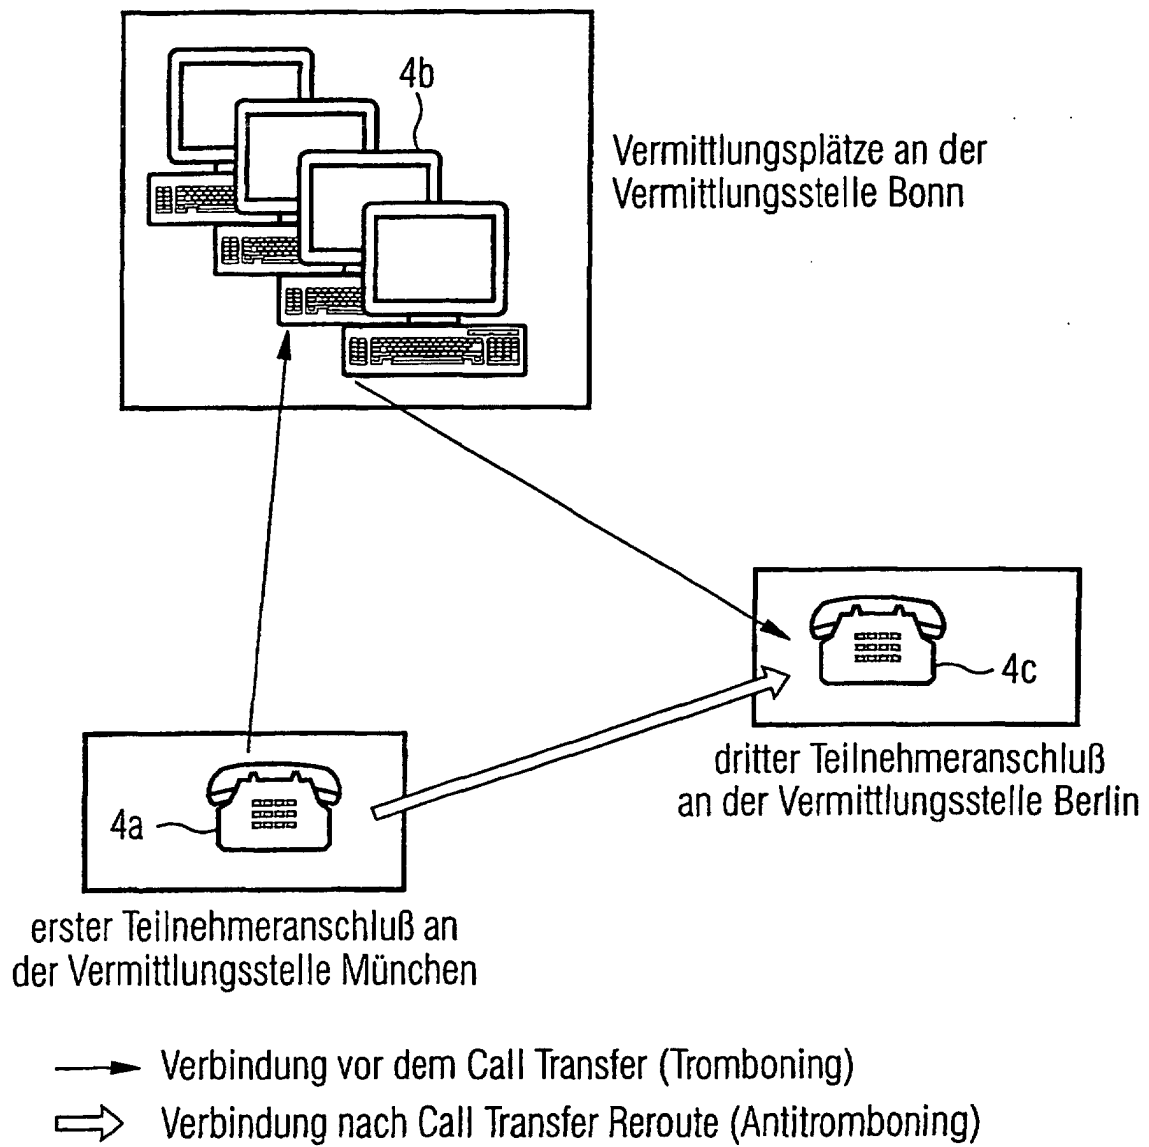 4b
Vermittlungsplätze an der
Vermittlungsstelle Bonn
4c
dritter Teilnehmeranschluß
an der Vermittlungsstelle Berlin
4a
erster Teilnehmeranschluß an
der Vermittlungsstelle München
Verbindung vor dem Call Transfer (Tromboning)
Verbindung nach Call Transfer Reroute (Antitromboning)